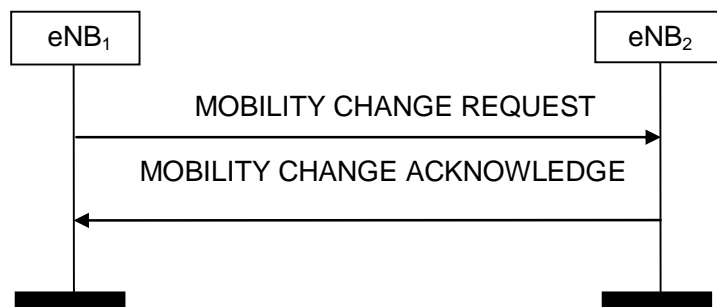 eNB₁
eNB₂
MOBILITY CHANGE REQUEST
MOBILITY CHANGE ACKNOWLEDGE